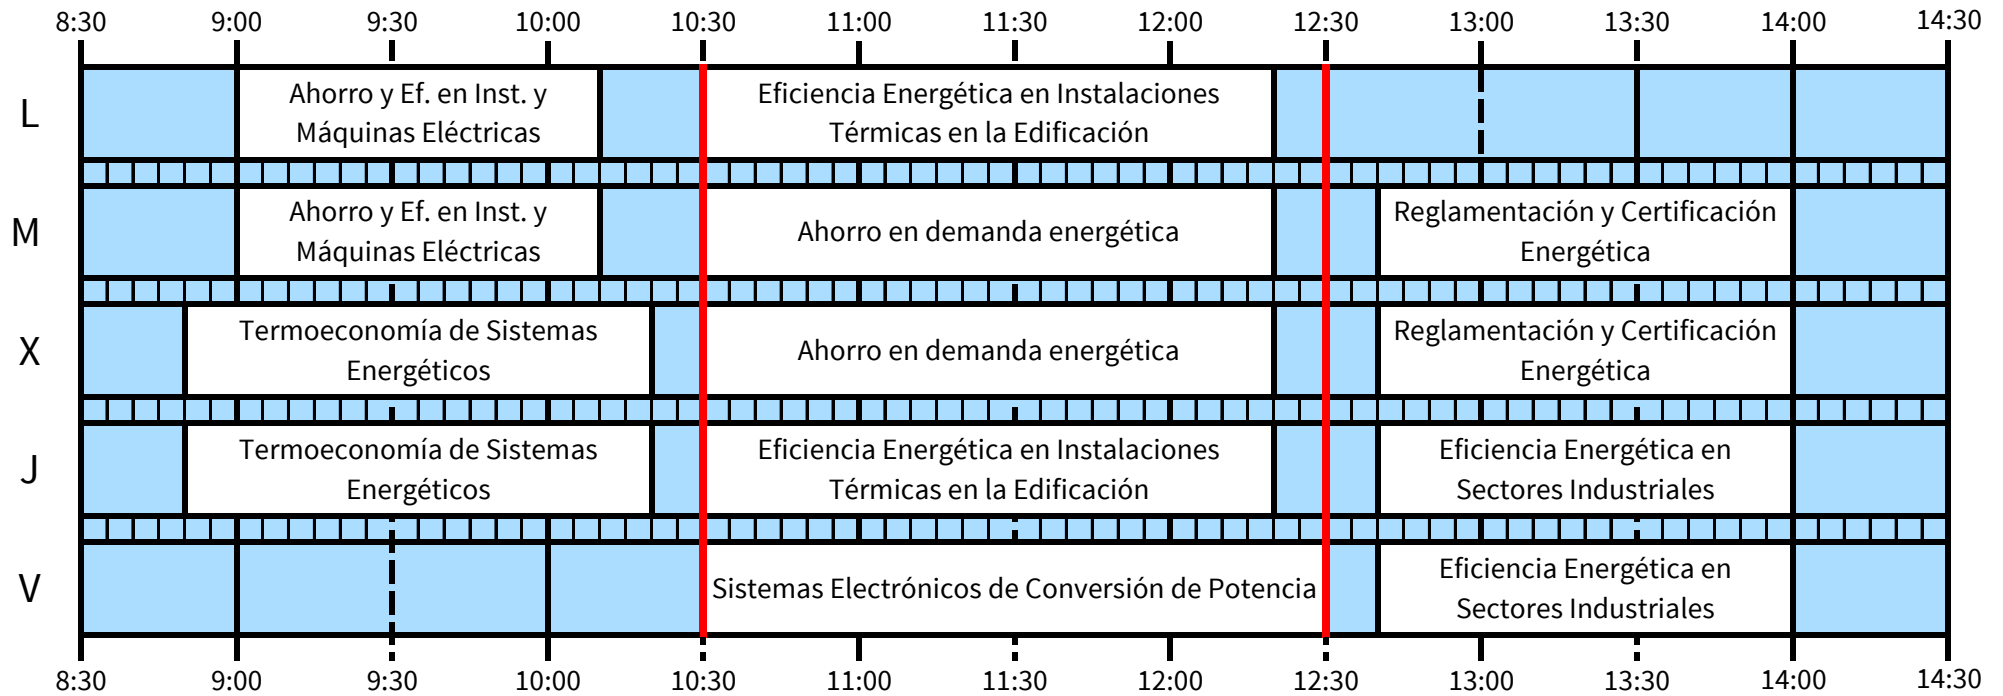 8:30 9:00 9:30 10:00 10:30 11:00 11:30 12:00 12:30 13:00 13:30 14:00 14:30
L
Ahorro y Ef. en Inst. y
Máquinas Eléctricas
Eficiencia Energética en Instalaciones
Térmicas en la Edificación
M
Ahorro y Ef. en Inst. y
Máquinas Eléctricas
Ahorro en demanda energética
Reglamentación y Certificación
Energética
X
Termoeconomía de Sistemas
Energéticos
Ahorro en demanda energética
Reglamentación y Certificación
Energética
J
Termoeconomía de Sistemas
Energéticos
Eficiencia Energética en Instalaciones
Térmicas en la Edificación
Eficiencia Energética en
Sectores Industriales
V
Sistemas Electrónicos de Conversión de Potencia
Eficiencia Energética en
Sectores Industriales
8:30 9:00 9:30 10:00 10:30 11:00 11:30 12:00 12:30 13:00 13:30 14:00 14:30